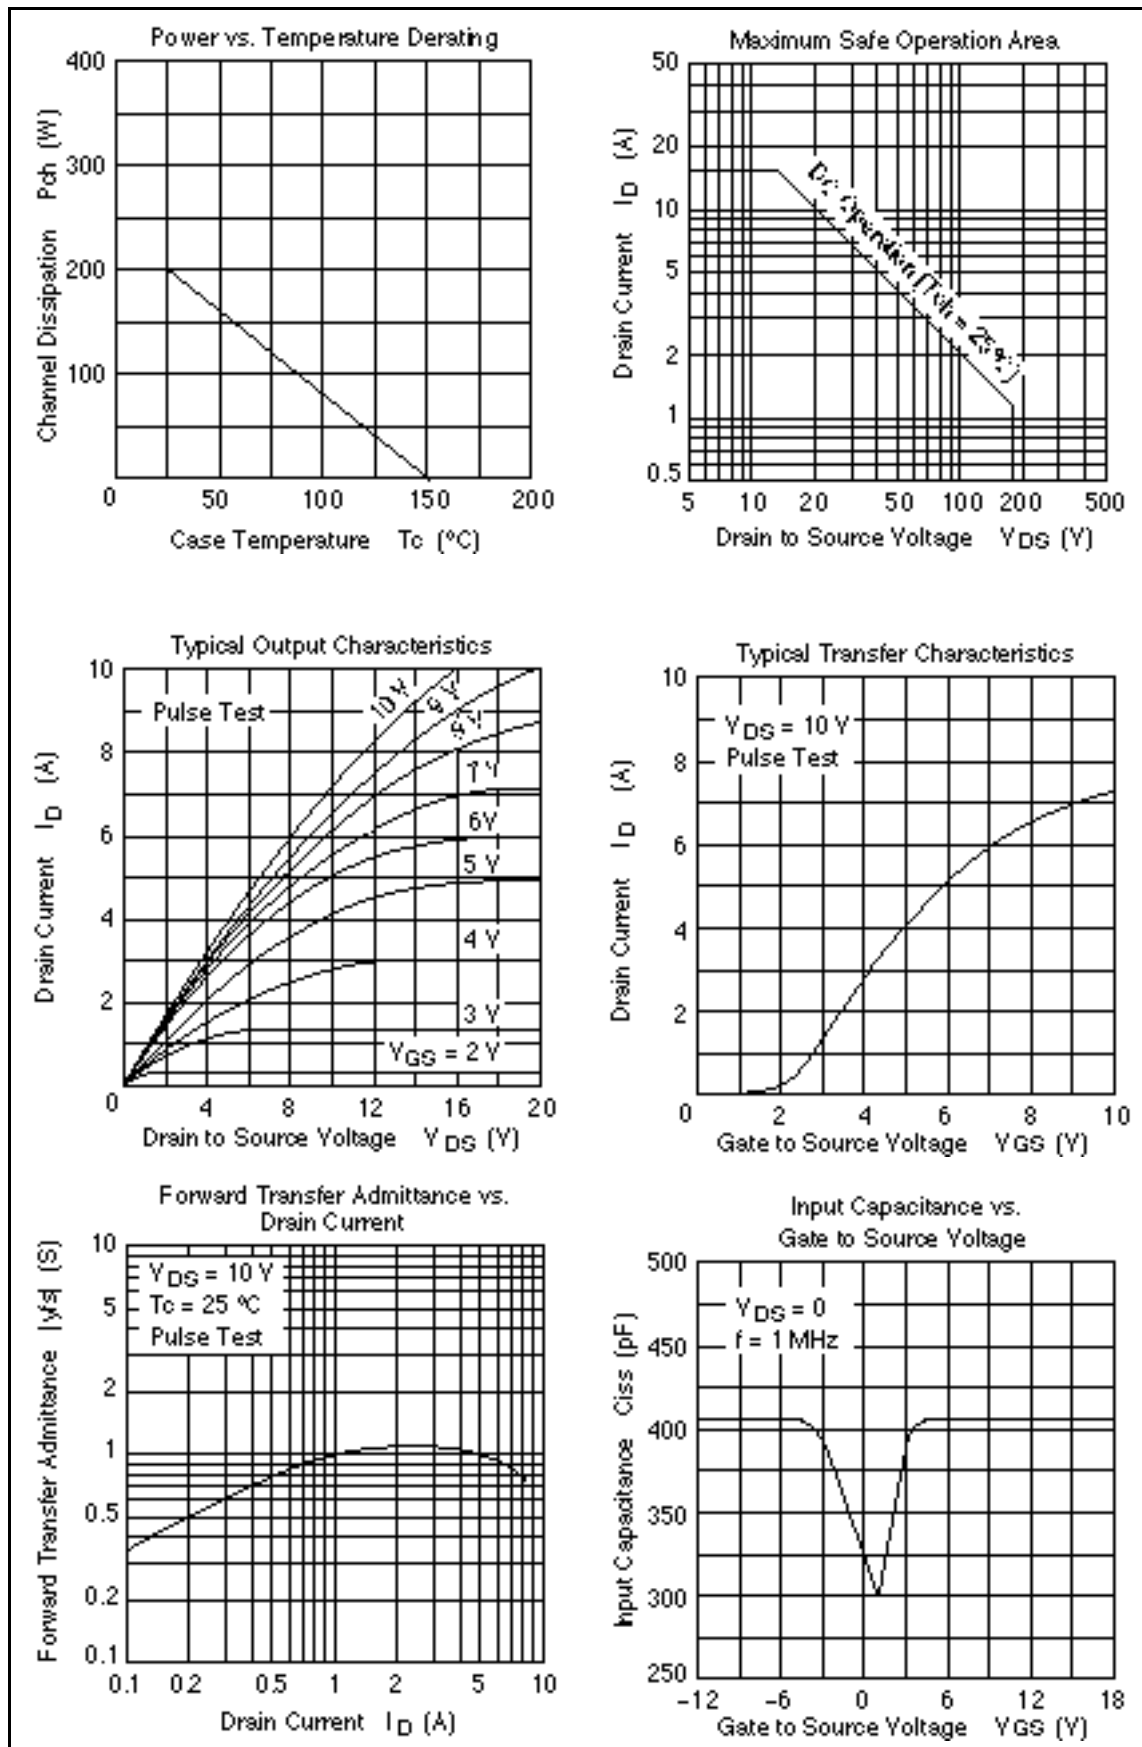 Power vs. Temperature Derating
400
300
200
100
0
50
100
150
200
Channel Dissipation Pch (W)
Case Temperature Tc (°C)
Maximum Safe Operation Area
50
20
10
5
2
1
0.5
5
10
20
50
100
200
500
Drain Current ID (A)
DC Operation (Tch = 25°C)
Drain to Source Voltage VDS (V)
Typical Output Characteristics
10
8
6
4
2
0
4
8
12
16
20
Pulse Test
10 V
9 V
8 V
7 V
6V
5 V
4 V
3 V
VGS = 2 V
Drain Current ID (A)
Drain to Source Voltage VDS (V)
Typical Transfer Characteristics
10
8
6
4
2
0
2
4
6
8
10
VDS = 10 V
Pulse Test
Drain Current ID (A)
Gate to Source Voltage VGS (V)
Forward Transfer Admittance vs.
Drain Current
10
5
2
1
0.5
0.2
0.1
0.1
0.2
0.5
1
2
5
10
VDS = 10 V
Tc = 25 °C
Pulse Test
Forward Transfer Admittance |yfs| (S)
Drain Current ID (A)
Input Capacitance vs.
Gate to Source Voltage
500
450
400
350
300
250
−12
−6
0
6
12
18
VDS = 0
f = 1 MHz
Input Capacitance Ciss (pF)
Gate to Source Voltage VGS (V)